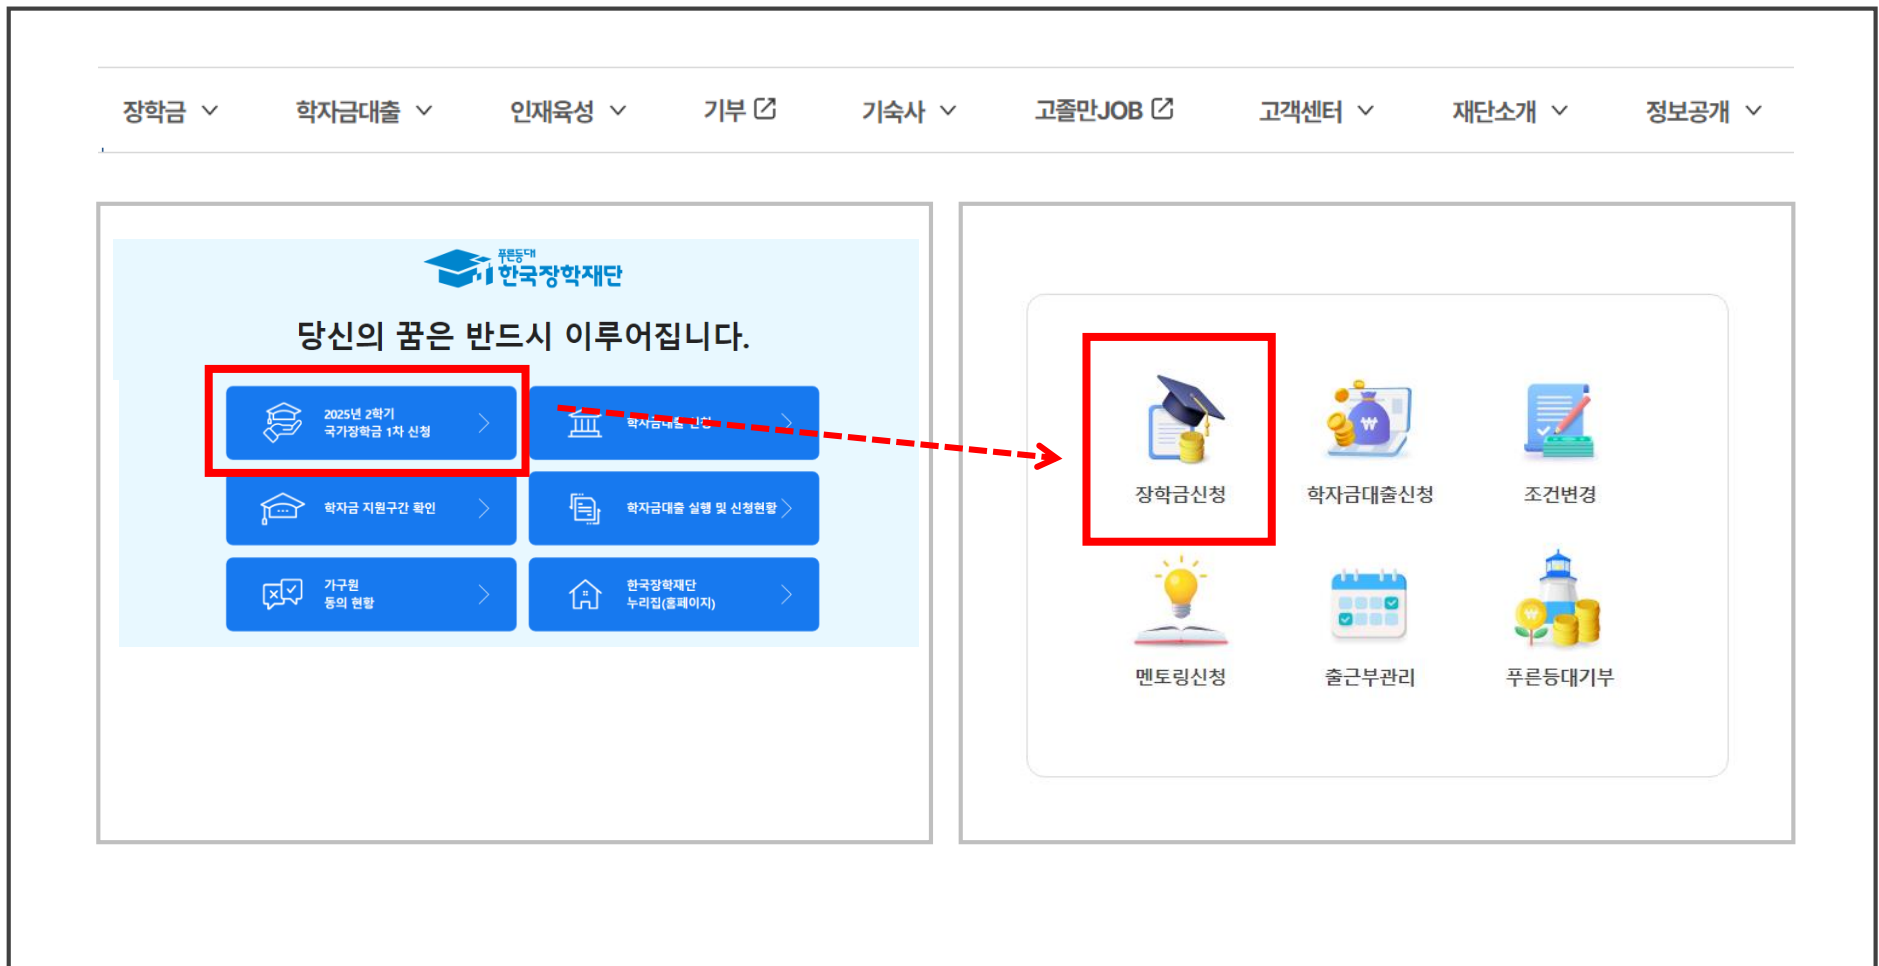 장학금 학자금대출 인재육성 기부 기숙사 고졸만JOB 고객센터 재단소개 정보공개
푸른등대
한국장학재단
당신의 꿈은 반드시 이루어집니다.
2025년 2학기
국가장학금 1차 신청
학자금대출 신청
학자금 지원구간 확인
학자금대출 실행 및 신청현황
가구원
동의 현황
한국장학재단
누리집(홈페이지)
장학금신청 학자금대출신청 조건변경
멘토링신청 출근부관리 푸른등대기부